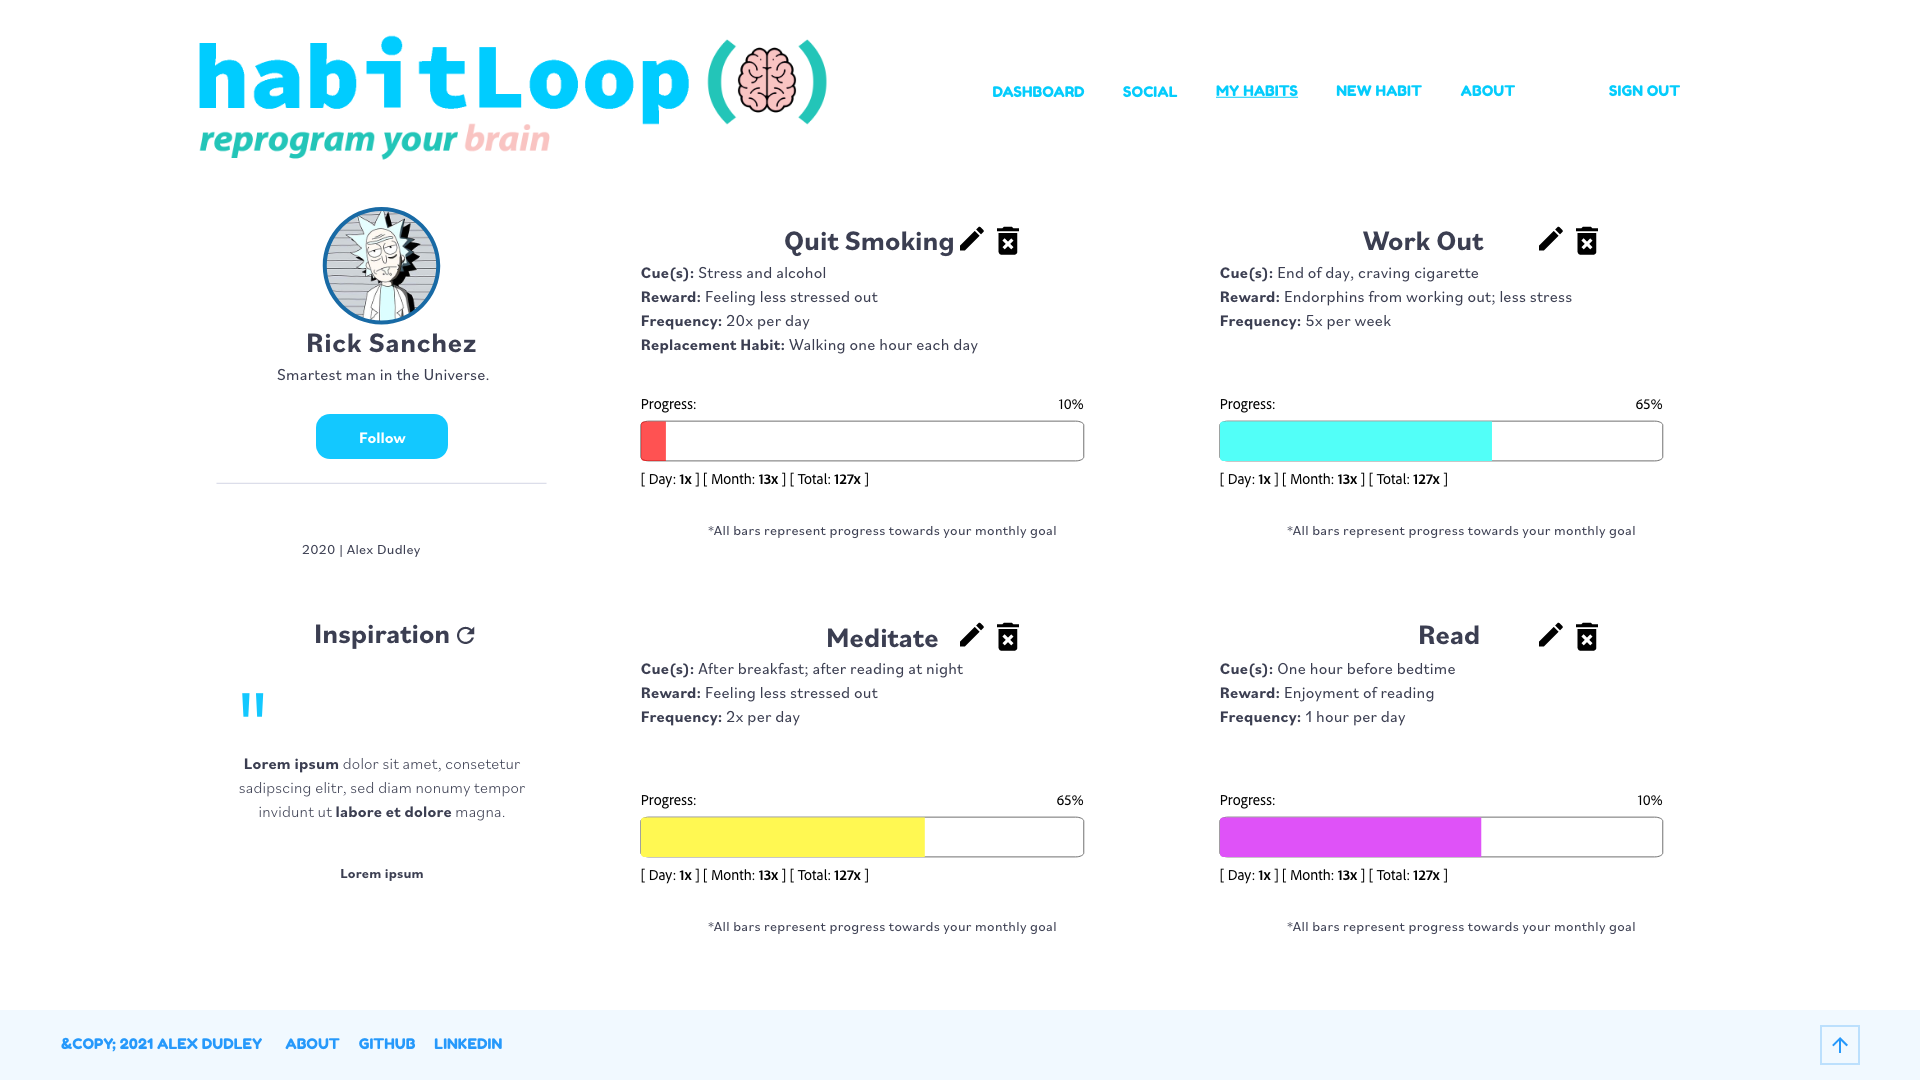 habitLoop
reprogram your brain
DASHBOARD SOCIAL MY HABITS NEW HABIT ABOUT SIGN OUT
Rick Sanchez
Smartest man in the Universe.
Follow
2020 | Alex Dudley
Quit Smoking
Cue(s): Stress and alcohol
Reward: Feeling less stressed out
Frequency: 20x per day
Replacement Habit: Walking one hour each day
Progress: 10%
[ Day: 1x ] [ Month: 13x ] [ Total: 127x ]
*All bars represent progress towards your monthly goal
Work Out
Cue(s): End of day, craving cigarette
Reward: Endorphins from working out; less stress
Frequency: 5x per week
Progress: 65%
[ Day: 1x ] [ Month: 13x ] [ Total: 127x ]
*All bars represent progress towards your monthly goal
Inspiration
"
Lorem ipsum dolor sit amet, consetetur
sadipscing elitr, sed diam nonumy tempor
invidunt ut labore et dolore magna.
Lorem ipsum
Meditate
Cue(s): After breakfast; after reading at night
Reward: Feeling less stressed out
Frequency: 2x per day
Progress: 65%
[ Day: 1x ] [ Month: 13x ] [ Total: 127x ]
*All bars represent progress towards your monthly goal
Read
Cue(s): One hour before bedtime
Reward: Enjoyment of reading
Frequency: 1 hour per day
Progress: 10%
[ Day: 1x ] [ Month: 13x ] [ Total: 127x ]
*All bars represent progress towards your monthly goal
&COPY; 2021 ALEX DUDLEY ABOUT GITHUB LINKEDIN